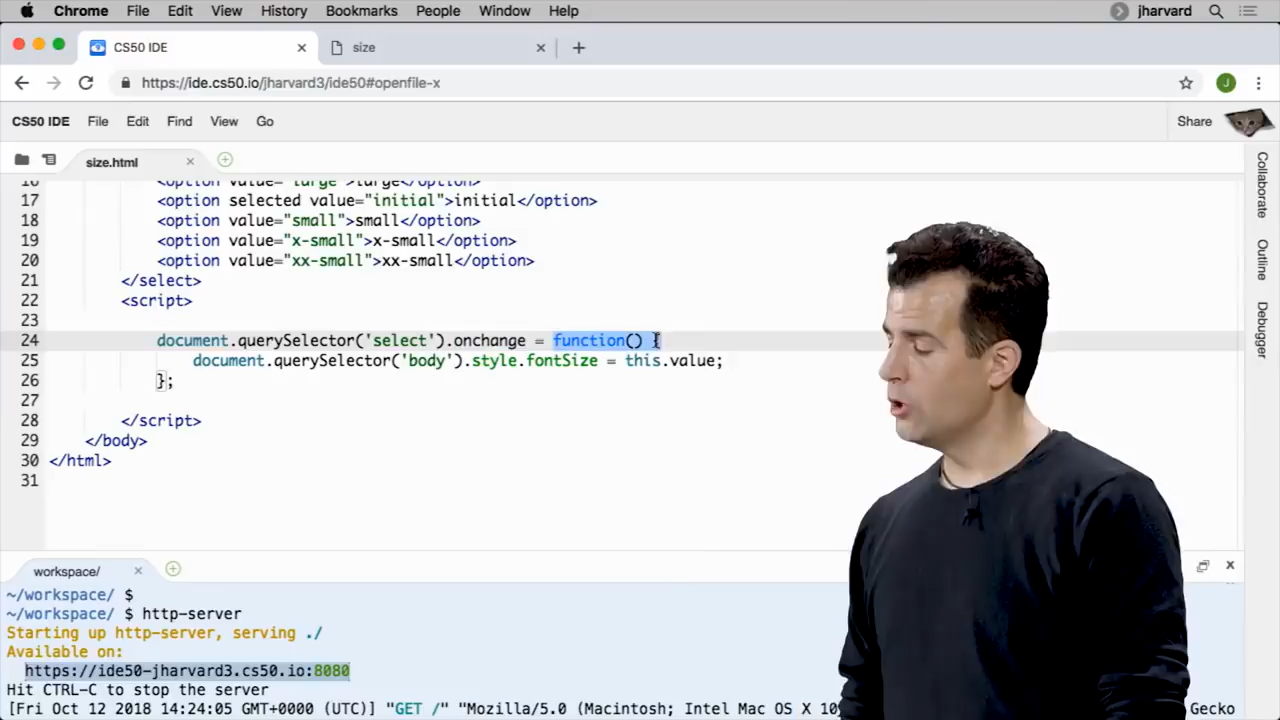 Chrome File Edit View History Bookmarks People Window Help jharvard
CS50 IDE size
https://ide.cs50.io/jharvard3/ide50#openfile-x J
CS50 IDE File Edit Find View Go Share
size.html
16 <option value="large">large</option>
17 <option selected value="initial">initial</option>
18 <option value="small">small</option>
19 <option value="x-small">x-small</option>
20 <option value="xx-small">xx-small</option>
21 </select>
22 <script>
23
24 document.querySelector('select').onchange = function() {
25 document.querySelector('body').style.fontSize = this.value;
26 };
27
28 </script>
29 </body>
30 </html>
31
Collaborate
Outline
Debugger
workspace/
~/workspace/ $
~/workspace/ $ http-server
Starting up http-server, serving ./
Available on:
https://ide50-jharvard3.cs50.io:8080
Hit CTRL-C to stop the server
[Fri Oct 12 2018 14:24:05 GMT+0000 (UTC)] "GET /" "Mozilla/5.0 (Macintosh; Intel Mac OS X 10 Gecko